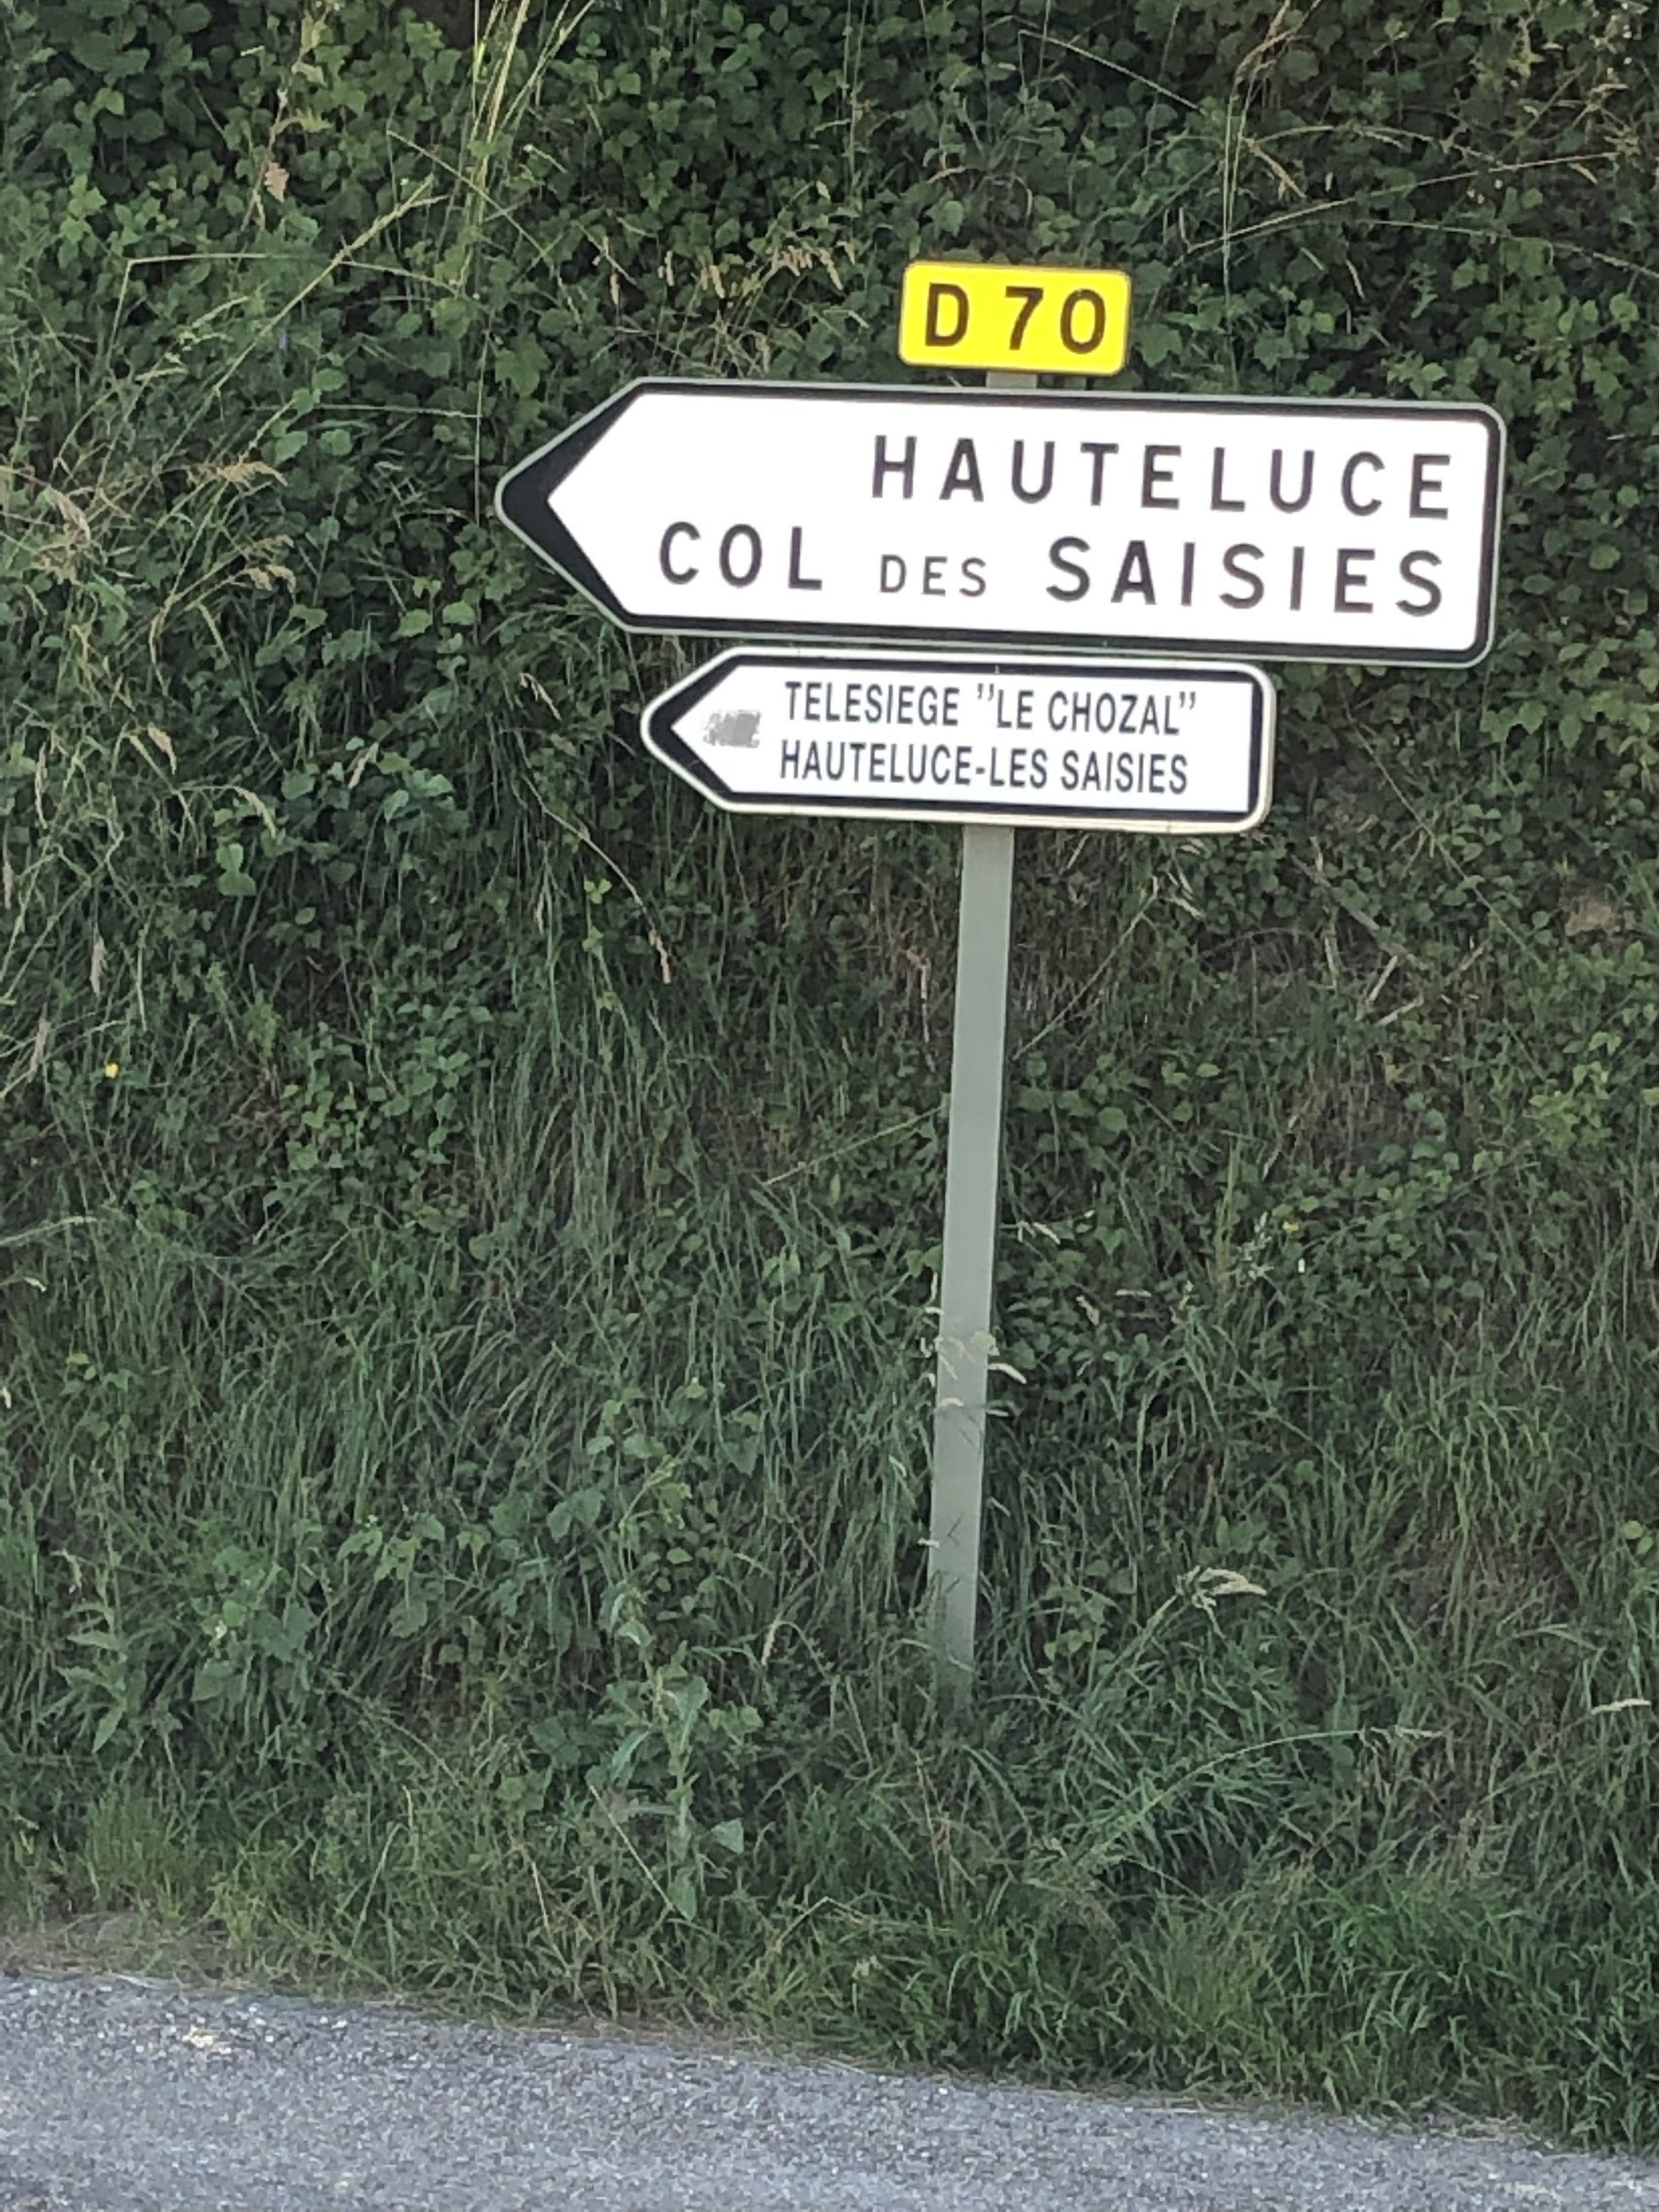 D 70
HAUTELUCE
COL DES SAISIES
TELESIEGE "LE CHOZAL"
HAUTELUCE-LES SAISIES